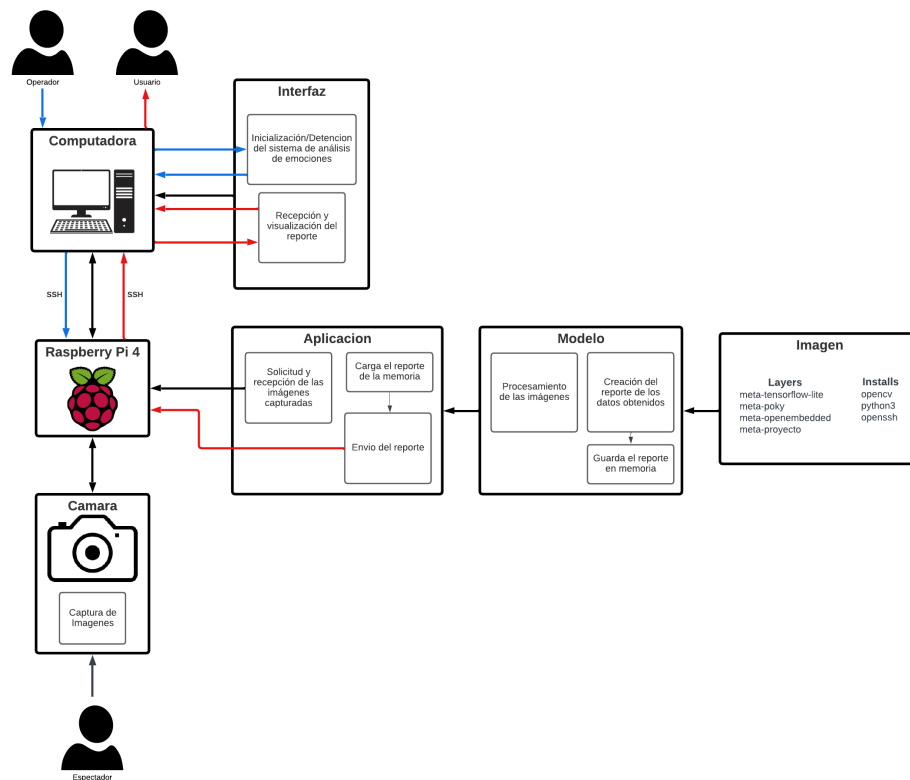 Operador
Usuario
Interfaz
Computadora
Inicialización/Detencion
del sistema de análisis
de emociones
Recepción y
visualización del
reporte
SSH
SSH
Raspberry Pi 4
Aplicacion
Solicitud y
recepción de las
imágenes
capturadas
Carga el reporte
de la memoria
Envio del reporte
Modelo
Procesamiento
de las imágenes
Creación del
reporte de los datos
obtenidos
Guarda el reporte
en memoria
Imagen
Layers
meta-tensorflow-lite
meta-poky
meta-openembedded
meta-proyecto
Installs
opencv
python3
openssh
Camara
Captura de
Imagenes
Espectador